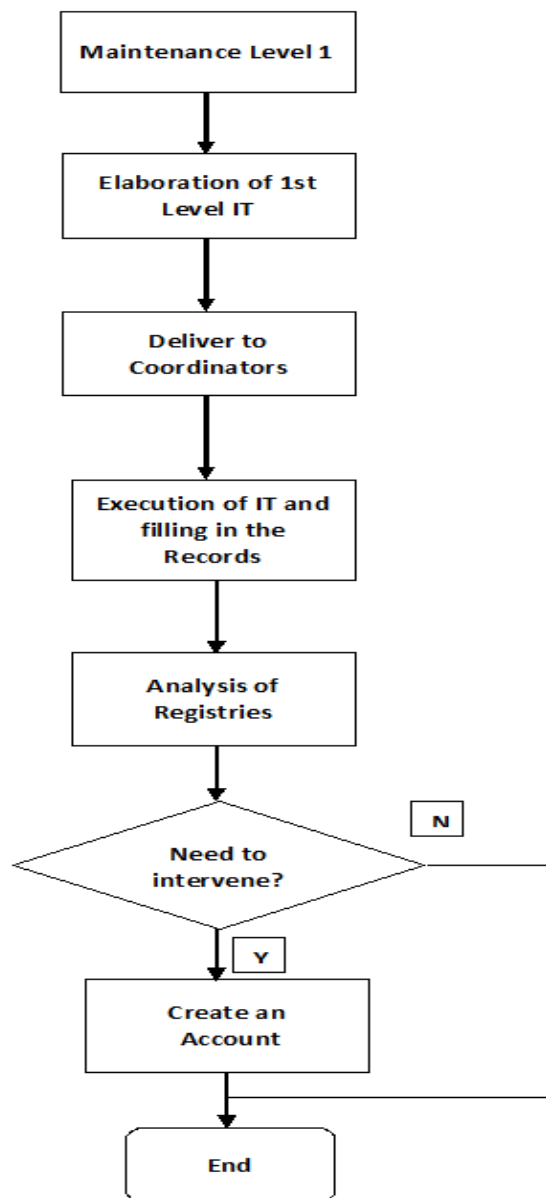 Maintenance Level 1
Elaboration of 1st
Level IT
Deliver to
Coordinators
Execution of IT and
filling in the
Records
Analysis of
Registries
N
Need to
intervene?
Y
Create an
Account
End